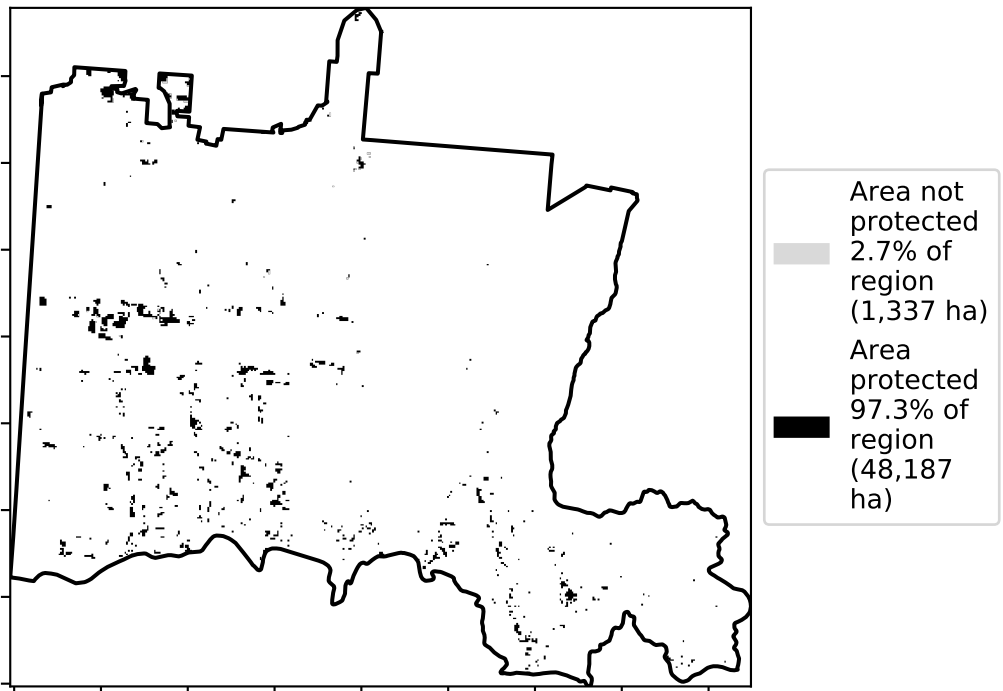 Area not
protected
2.7% of
region
(1,337 ha)
Area
protected
97.3% of
region
(48,187
ha)